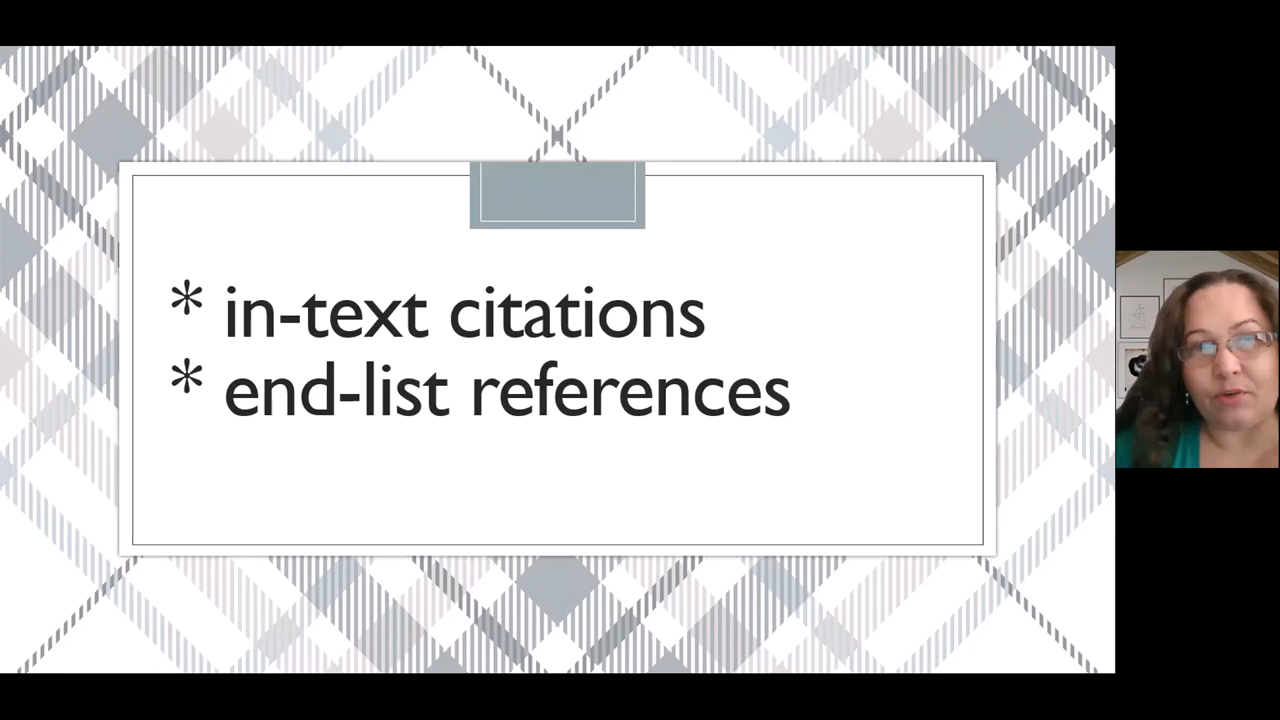 * in-text citations
* end-list references